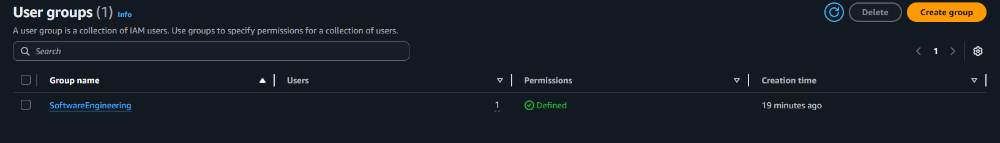 User groups (1) Info
Delete
Create group
A user group is a collection of IAM users. Use groups to specify permissions for a collection of users.
Search
1
Group name Users Permissions Creation time
SoftwareEngineering 1 Defined 19 minutes ago